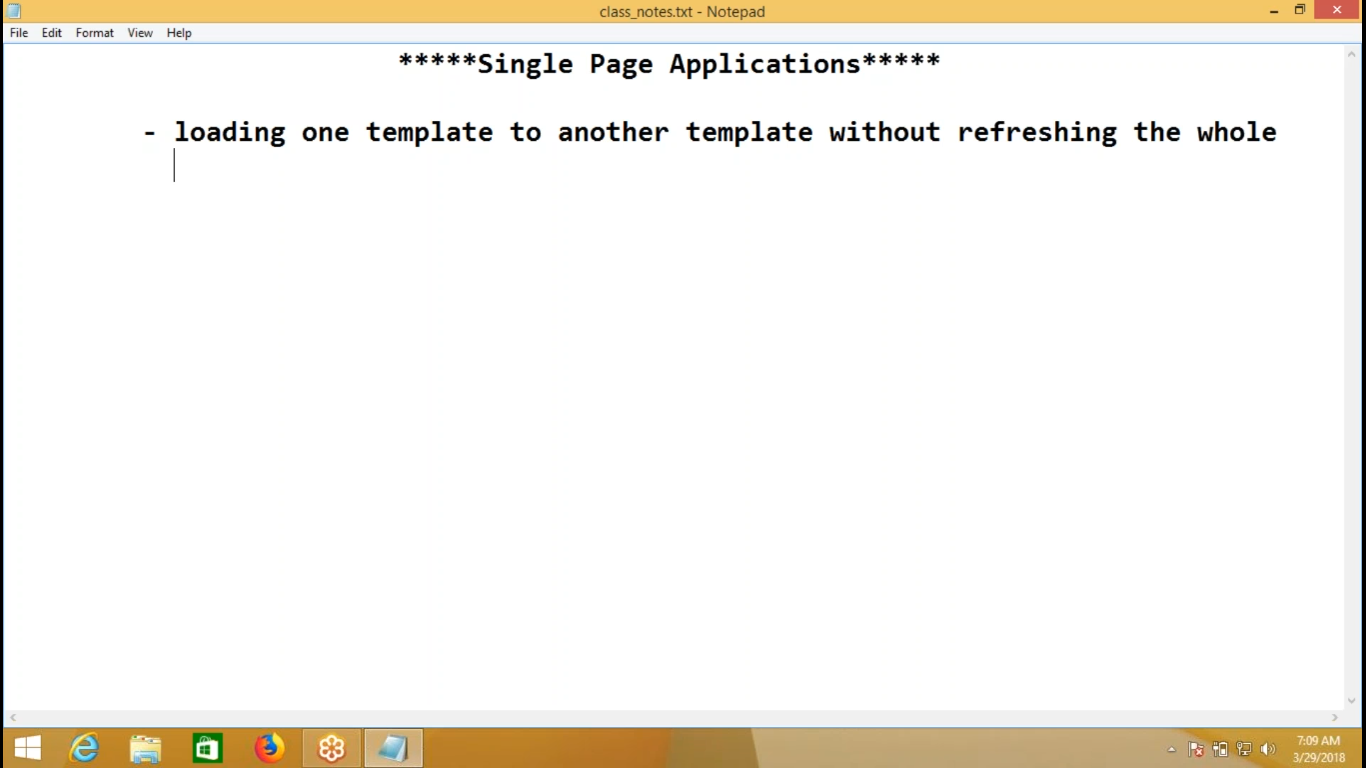 class_notes.txt - Notepad
File Edit Format View Help
*****Single Page Applications*****
- loading one template to another template without refreshing the whole
7:09 AM
3/29/2018